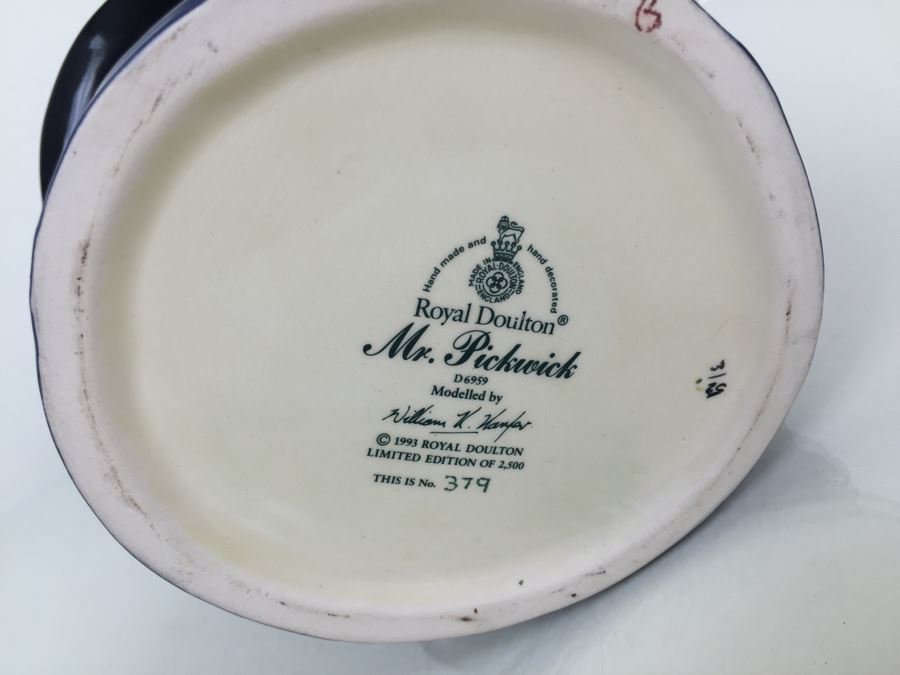 Hand made and hand decorated
MADE IN ENGLAND
ROYAL·DOULTON
ENGLAND
Royal Doulton®
Mr. Pickwick
D6959
Modelled by
William K. Harper
© 1993 ROYAL DOULTON
LIMITED EDITION OF 2,500
THIS IS No. 379